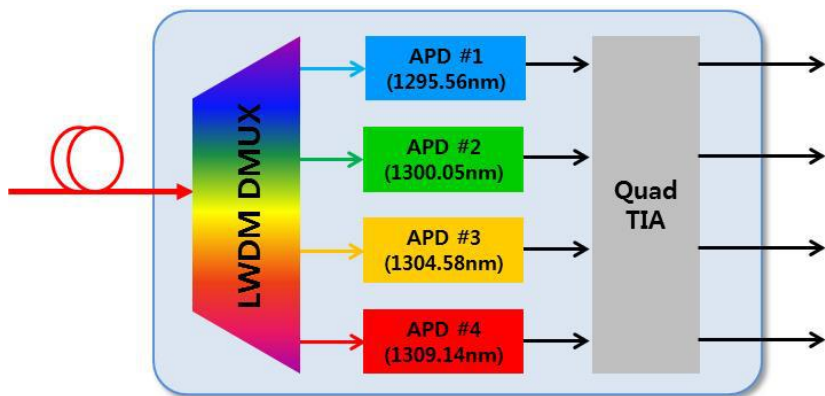 LWDM DMUX
APD #1
(1295.56nm)
APD #2
(1300.05nm)
APD #3
(1304.58nm)
APD #4
(1309.14nm)
Quad
TIA